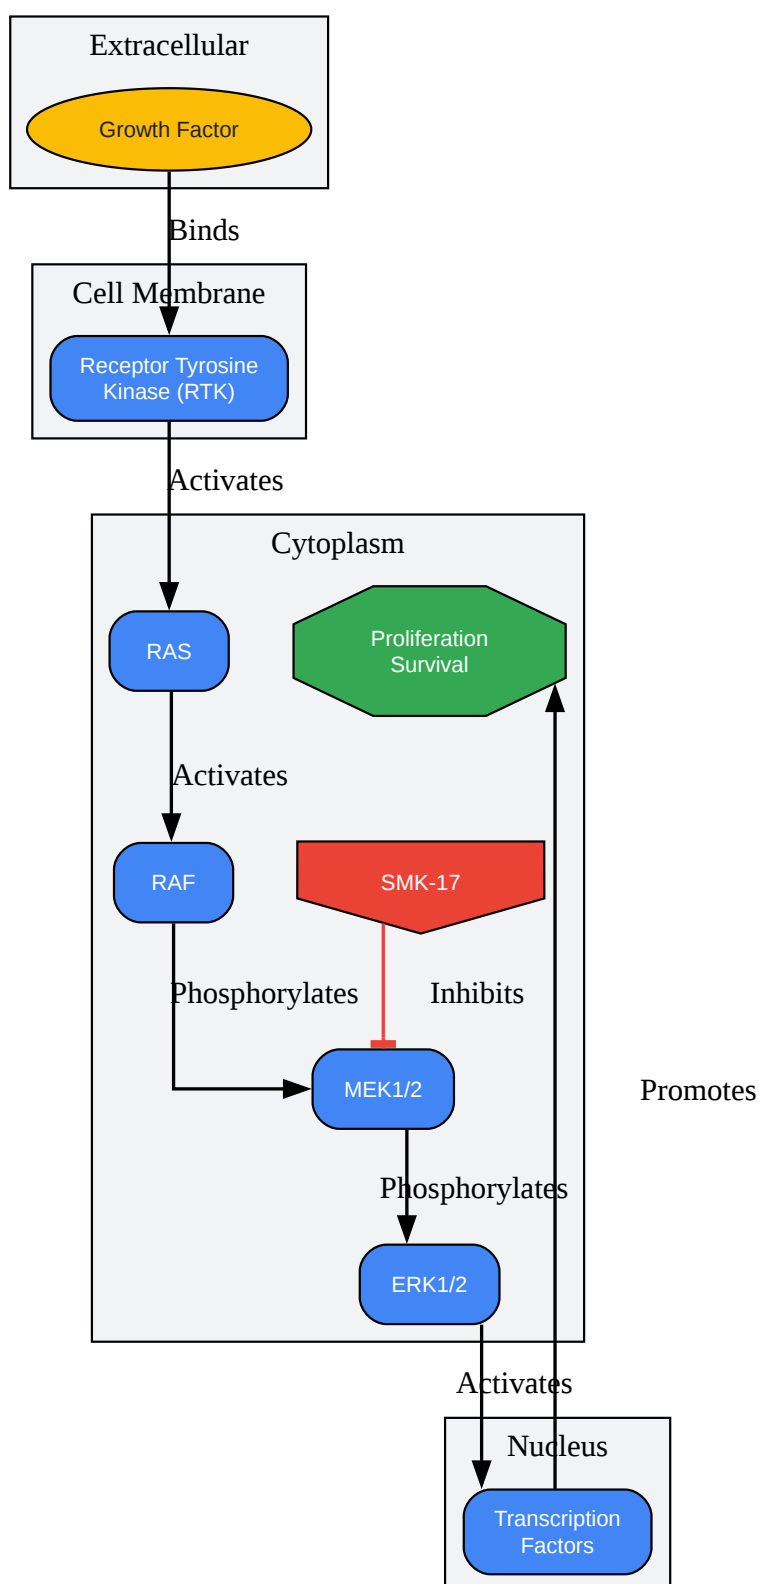 Extracellular
Growth Factor
Binds
Cell Membrane
Receptor Tyrosine
Kinase (RTK)
Activates
Cytoplasm
RAS
Proliferation
Survival
Activates
RAF
SMK-17
Phosphorylates
Inhibits
MEK1/2
Promotes
Phosphorylates
ERK1/2
Activates
Nucleus
Transcription
Factors